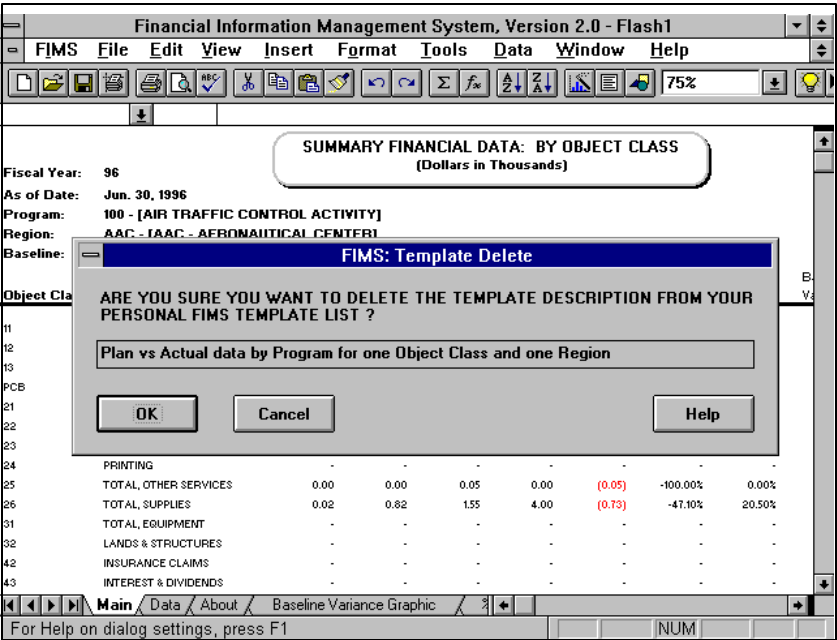 Financial Information Management System, Version 2.0 - Flash1
FIMS File Edit View Insert Format Tools Data Window Help
ABC Σ fx A Z Z A 75%
SUMMARY FINANCIAL DATA: BY OBJECT CLASS
(Dollars in Thousands)
Fiscal Year: 96
As of Date: Jun. 30, 1996
Program: 100 - [AIR TRAFFIC CONTROL ACTIVITY]
Region: AAC - [AAC - AERONAUTICAL CENTER]
Baseline:
FIMS: Template Delete
Object Cla
ARE YOU SURE YOU WANT TO DELETE THE TEMPLATE DESCRIPTION FROM YOUR
PERSONAL FIMS TEMPLATE LIST ?
Plan vs Actual data by Program for one Object Class and one Region
OK Cancel Help
11
12
13
PCB
21
22
23
24 PRINTING - - - - - - -
25 TOTAL, OTHER SERVICES 0.00 0.00 0.05 0.00 (0.05) -100.00% 0.00%
26 TOTAL, SUPPLIES 0.02 0.82 1.55 4.00 (0.73) -47.10% 20.50%
31 TOTAL, EQUIPMENT - - - - - - -
32 LANDS & STRUCTURES - - - - - - -
42 INSURANCE CLAIMS - - - - - - -
43 INTEREST & DIVIDENDS - - - - - - -
Main Data About Baseline Variance Graphic
For Help on dialog settings, press F1 NUM